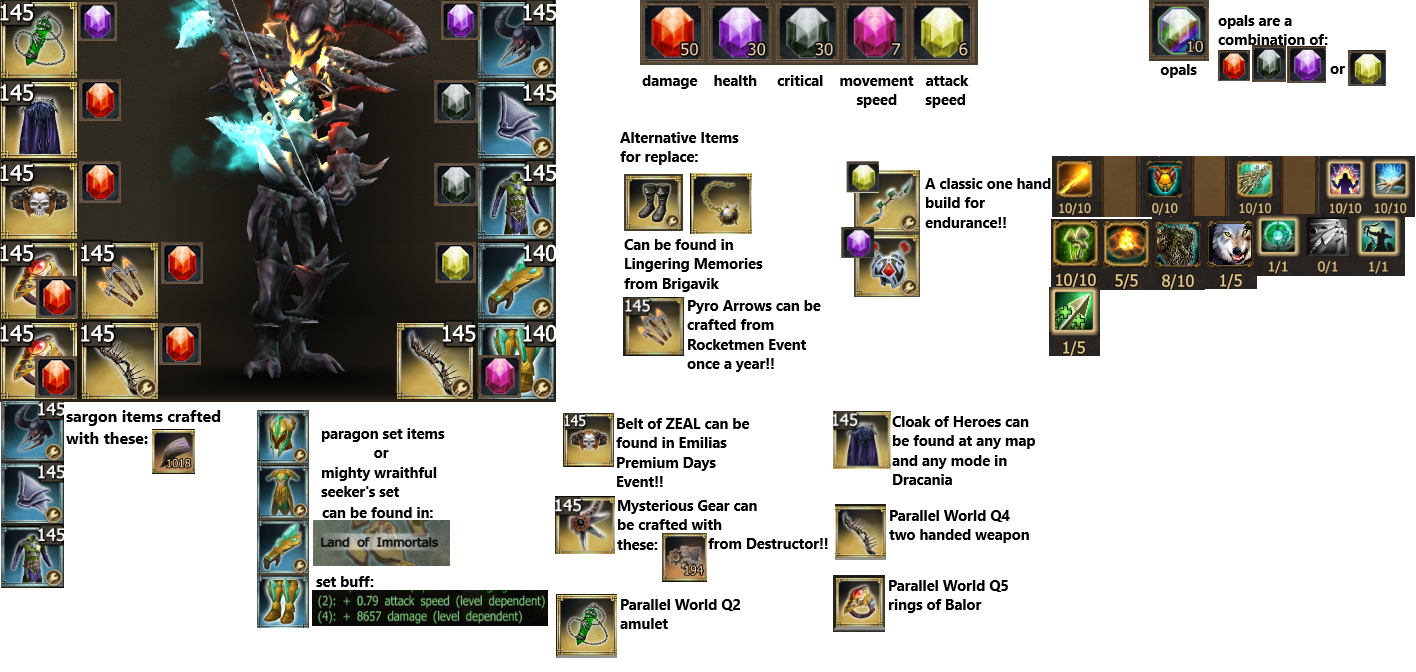 145
145
145
145
145
145
145
145
145
145
140
145
145
140
50
30
30
7
6
damage
health
critical
movement
speed
attack
speed
10
opals
opals are a
combination of:
or
Alternative Items
for replace:
Can be found in
Lingering Memories
from Brigavik
145
Pyro Arrows can be
crafted from
Rocketmen Event
once a year!!
A classic one hand
build for
endurance!!
10/10
0/10
10/10
10/10
10/10
10/10
5/5
8/10
1/5
1/1
0/1
1/1
1/5
145
145
145
sargon items crafted
with these:
1018
paragon set items
or
mighty wraithful
seeker's set
can be found in:
Land of Immortals
set buff:
(2): + 0.79 attack speed (level dependent)
(4): + 8657 damage (level dependent)
145
Belt of ZEAL can be
found in Emilias
Premium Days
Event!!
145
Mysterious Gear can
be crafted with
these:
194
from Destructor!!
Parallel World Q2
amulet
145
Cloak of Heroes can
be found at any map
and any mode in
Dracania
Parallel World Q4
two handed weapon
Parallel World Q5
rings of Balor